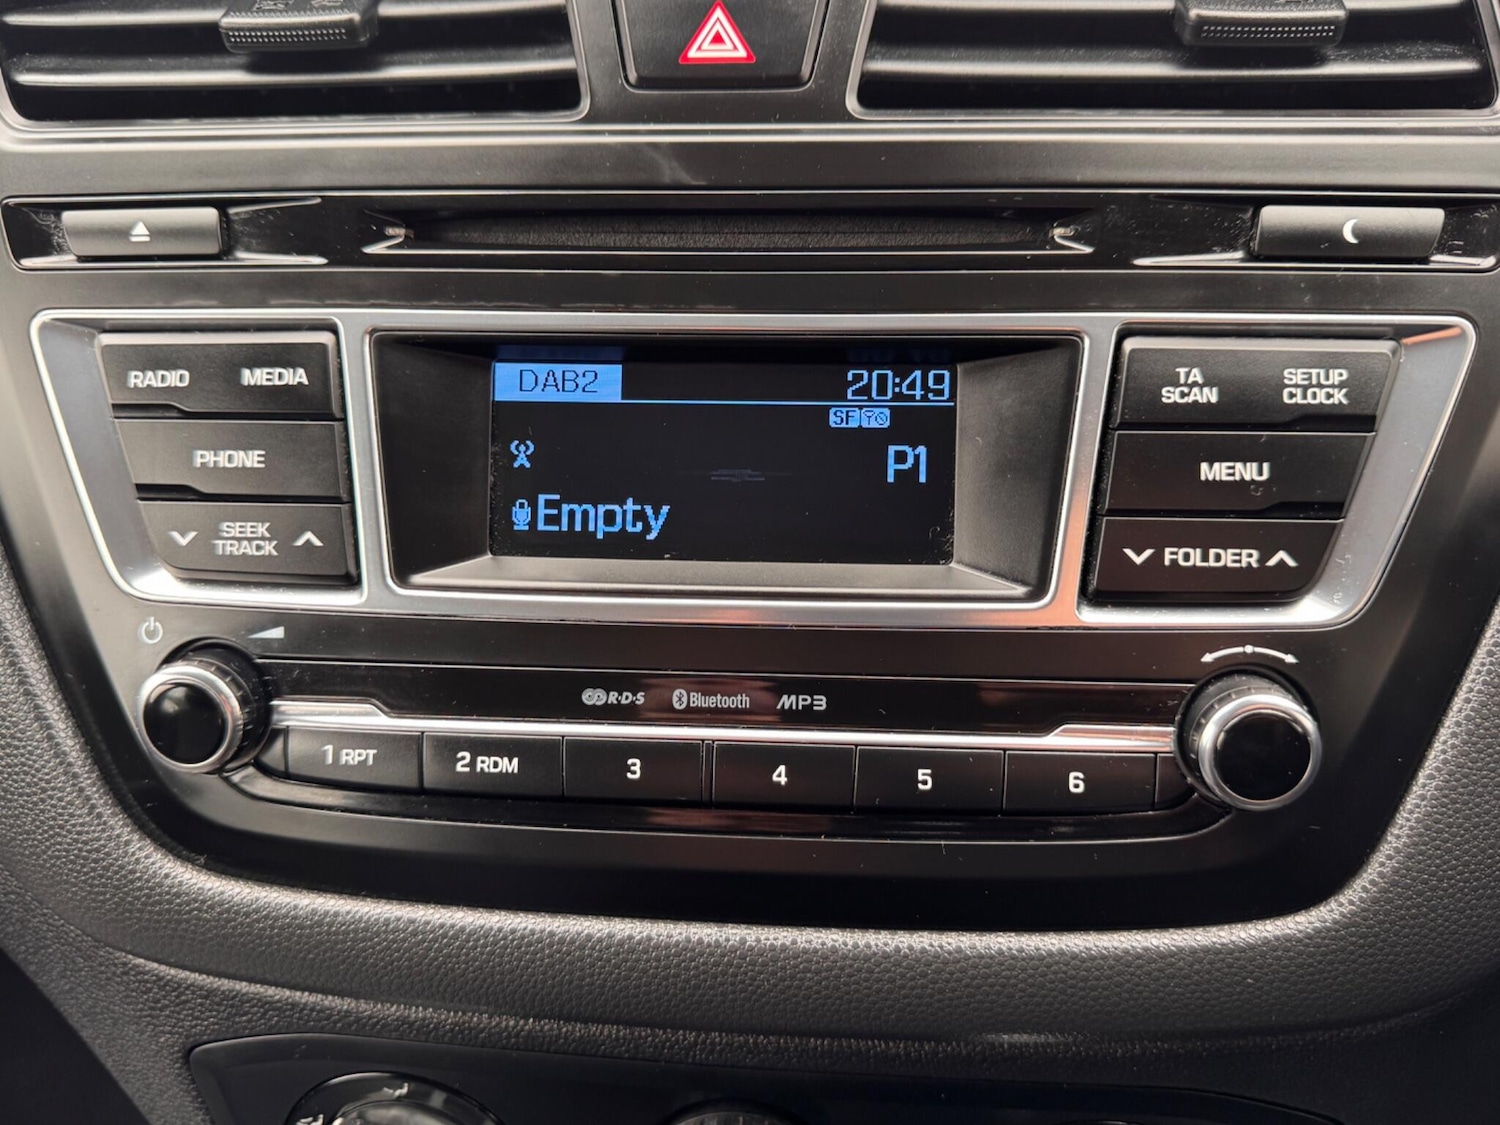 RADIO MEDIA
PHONE
SEEK
TRACK
DAB2 20:49
SF
P1
Empty
TA
SCAN
SETUP
CLOCK
MENU
FOLDER
R·D·S Bluetooth MP3
1 RPT 2 RDM 3 4 5 6